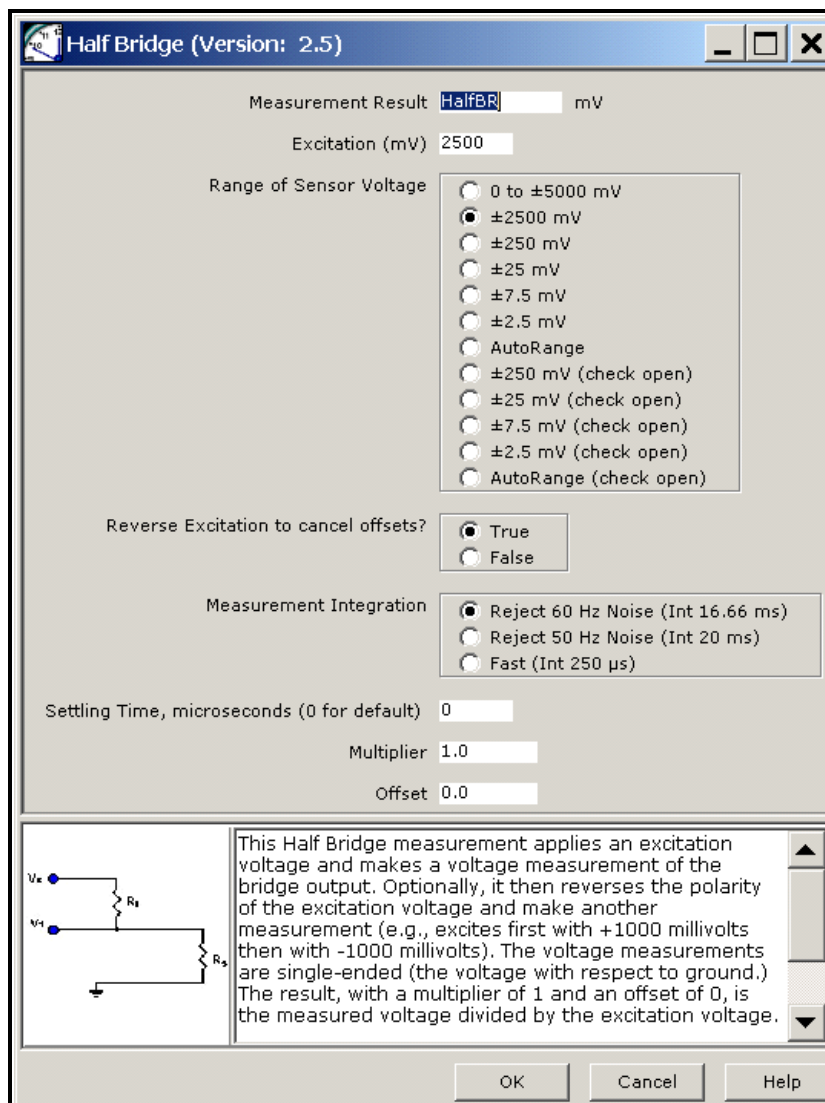 Half Bridge (Version: 2.5)
Measurement Result HalfBR mV
Excitation (mV) 2500
Range of Sensor Voltage
0 to ±5000 mV
±2500 mV
±250 mV
±25 mV
±7.5 mV
±2.5 mV
AutoRange
±250 mV (check open)
±25 mV (check open)
±7.5 mV (check open)
±2.5 mV (check open)
AutoRange (check open)
Reverse Excitation to cancel offsets?
True
False
Measurement Integration
Reject 60 Hz Noise (Int 16.66 ms)
Reject 50 Hz Noise (Int 20 ms)
Fast (Int 250 µs)
Settling Time, microseconds (0 for default) 0
Multiplier 1.0
Offset 0.0
This Half Bridge measurement applies an excitation
voltage and makes a voltage measurement of the
bridge output. Optionally, it then reverses the polarity
of the excitation voltage and make another
measurement (e.g., excites first with +1000 millivolts
then with -1000 millivolts). The voltage measurements
are single-ended (the voltage with respect to ground.)
The result, with a multiplier of 1 and an offset of 0, is
the measured voltage divided by the excitation voltage.
OK Cancel Help